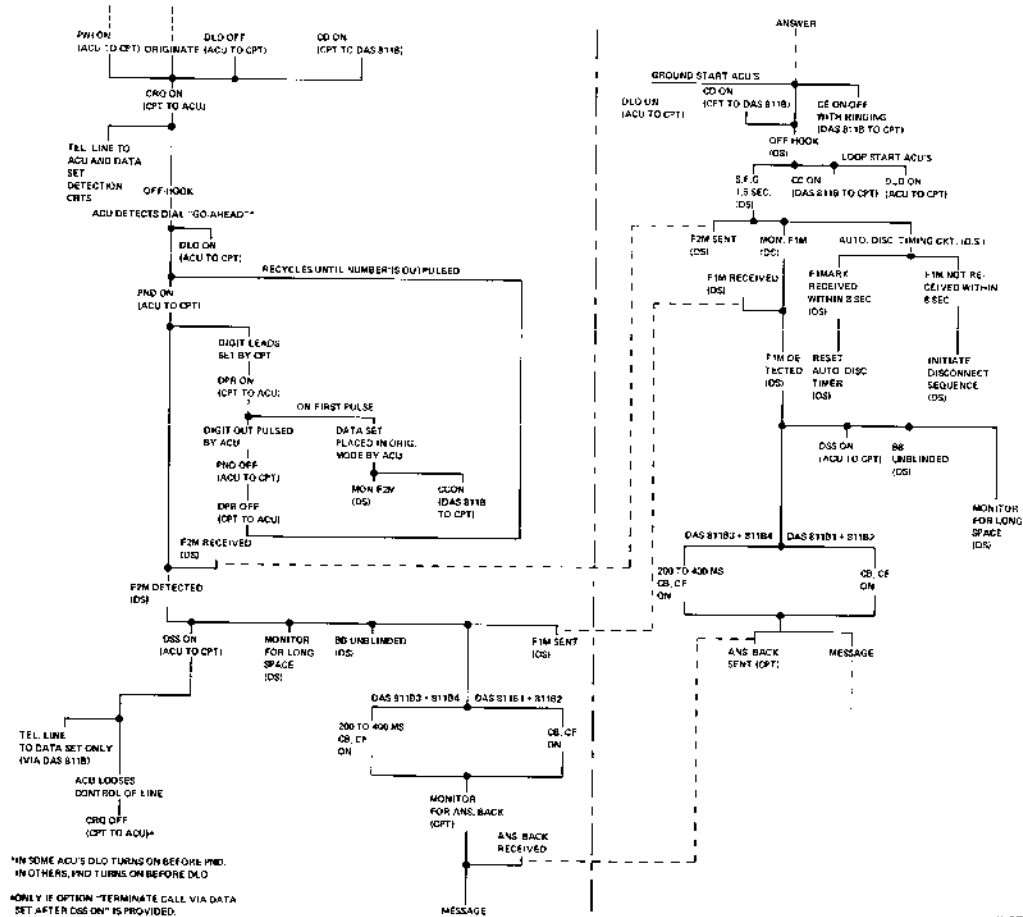 PWI ON
(ACU TO CPT)
ORIGINATE
DLO OFF
(ACU TO CPT)
CD ON
(CPT TO DAS 811B)
CRQ ON
(CPT TO ACU)
TEL. LINE TO
ACU AND DATA
SET
DETECTION
CRTS
OFF-HOOK
ACU DETECTS DIAL "GO-AHEAD"*
DLO ON
(ACU TO CPT)
RECYCLES UNTIL NUMBER IS OUTPULSED
PND ON
(ACU TO CPT)
DIGIT LEADS
SET BY CPT
DPR ON
(CPT TO ACU)
ON FIRST PULSE
DIGIT OUT PULSED
BY ACU
DATA SET
PLACED IN ORIG.
MODE BY ACU
PND OFF
(ACU TO CPT)
MON F2M
(DS)
CC ON
(DAS 811B
TO CPT)
DPR OFF
(CPT TO ACU)
F2M RECEIVED
(DS)
F2M DETECTED
(DS)
DSS ON
(ACU TO CPT)
MONITOR
FOR LONG
SPACE
(DS)
BB UNBLINDED
(DS)
F1M SENT
(DS)
DAS 811B3 + 811B4
DAS 811B1 + 811B2
200 TO 400 MS
CB, CF
ON
CB, CF
ON
TEL. LINE
TO DATA SET ONLY
(VIA DAS 811B)
ACU LOOSES
CONTROL OF LINE
CRQ OFF
(CPT TO ACU)
MONITOR
FOR ANS. BACK
(CPT)
ANS. BACK
RECEIVED
MESSAGE
*IN SOME ACU'S DLO TURNS ON BEFORE PND.
IN OTHERS, PND TURNS ON BEFORE DLO
ONLY IF OPTION "TERMINATE CALL VIA DATA
SET AFTER DSS ON" IS PROVIDED.
ANSWER
GROUND START ACU'S
DLO ON
(ACU TO CPT)
CD ON
(CPT TO DAS 811B)
CE ON-OFF
WITH RINGING
(DAS 811B TO CPT)
OFF HOOK
(DS)
LOOP START ACU'S
1.5 SEC.
(DS)
CC ON
(DAS 811B TO CPT)
DLO ON
(ACU TO CPT)
F2M SENT
(DS)
MON. F1M
(DS)
AUTO. DISC TIMING CKT. (D.S.)
F1M RECEIVED
(DS)
F1MARK
RECEIVED
WITHIN 8 SEC
(DS)
F1M NOT RE-
CEIVED WITHIN
8 SEC
F1M DE-
TECTED
(DS)
RESET
AUTO. DISC
TIMER
(DS)
INITIATE
DISCONNECT
SEQUENCE
(DS)
DSS ON
(ACU TO CPT)
BB
UNBLINDED
(DS)
MONITOR
FOR LONG
SPACE
(DS)
DAS 811B3 + 811B4
DAS 811B1 + 811B2
200 TO 400 MS
CB, CF
ON
CB, CF
ON
ANS. BACK
SENT (CPT)
MESSAGE